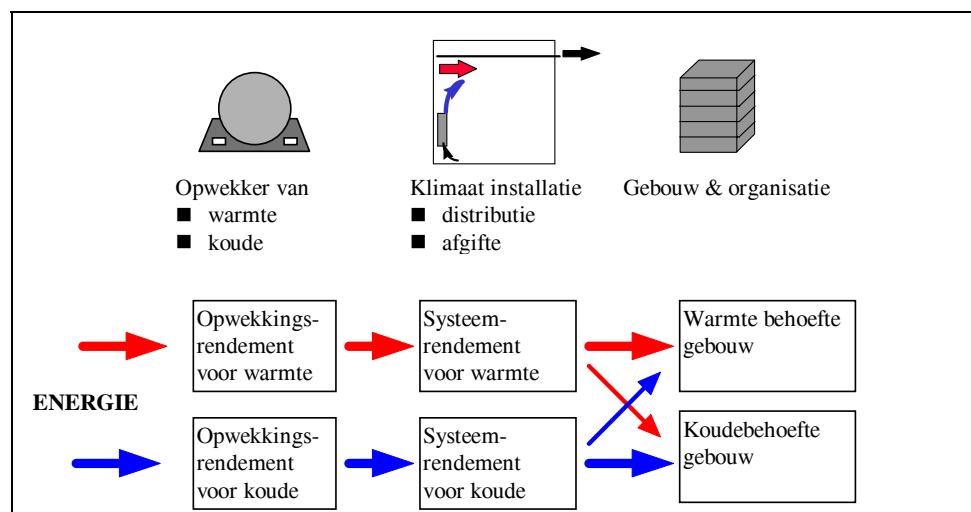 Opwekker van
■ warmte
■ koude
Klimaat installatie
■ distributie
■ afgifte
Gebouw & organisatie
ENERGIE
Opwekkings-
rendement
voor warmte
Systeem-
rendement
voor warmte
Warmte behoefte
gebouw
Opwekkings-
rendement
voor koude
Systeem-
rendement
voor koude
Koudebehoefte
gebouw